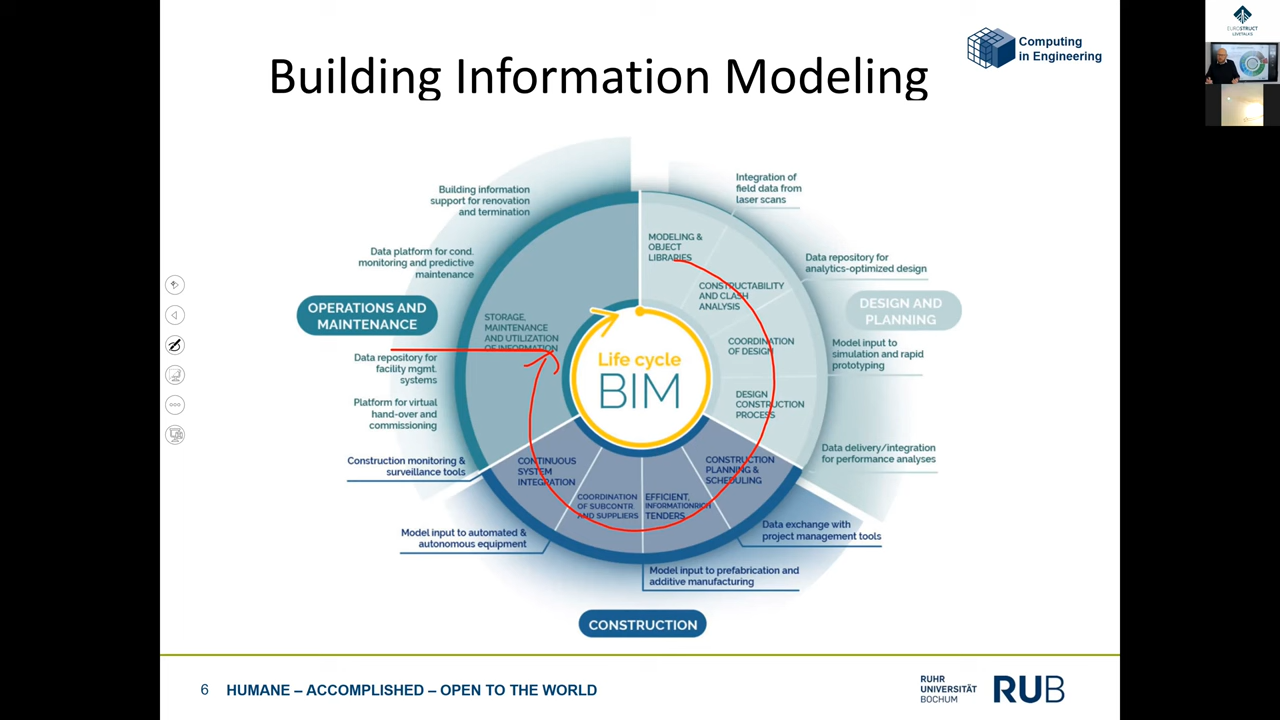 Building Information Modeling
Computing
in Engineering
EUROSTRUCT
LIVETALKS
Building information
support for renovation
and termination
Data platform for cond.
monitoring and predictive
maintenance
OPERATIONS AND
MAINTENANCE
Data repository for
facility mgmt.
systems
Platform for virtual
hand-over and
commissioning
Construction monitoring &
surveillance tools
Model input to automated &
autonomous equipment
STORAGE,
MAINTENANCE
AND UTILIZATION
OF INFORMATION
MODELING &
OBJECT
LIBRARIES
CONSTRUCTABILITY
AND CLASH
ANALYSIS
COORDINATION
OF DESIGN
DESIGN
CONSTRUCTION
PROCESS
CONSTRUCTION
PLANNING &
SCHEDULING
EFFICIENT,
INFORMATIONRICH
TENDERS
COORDINATION
OF SUBCONTR
AND SUPPLIERS
CONTINUOUS
SYSTEM
INTEGRATION
Life cycle
BIM
Integration of
field data from
laser scans
Data repository for
analytics-optimized design
DESIGN AND
PLANNING
Model input to
simulation and rapid
prototyping
Data delivery/integration
for performance analyses
Data exchange with
project management tools
Model input to prefabrication and
additive manufacturing
CONSTRUCTION
6 HUMANE – ACCOMPLISHED – OPEN TO THE WORLD
RUHR
UNIVERSITÄT
BOCHUM
RUB